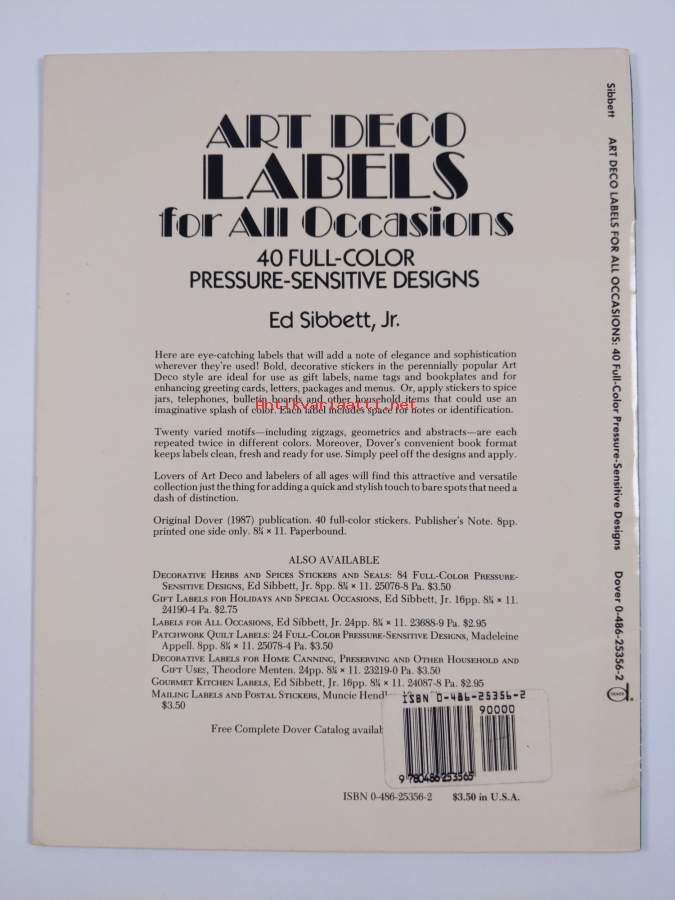 ART DECO
LABELS
for All Occasions
40 FULL-COLOR
PRESSURE-SENSITIVE DESIGNS
Ed Sibbett, Jr.
Here are eye-catching labels that will add a note of elegance and sophistication
wherever they're used! Bold, decorative stickers in the perennially popular Art
Deco style are ideal for use as gift labels, name tags and bookplates and for
enhancing greeting cards, letters, packages and menus. Or, apply stickers to spice
jars, telephones, bulletin boards and other household items that could use an
imaginative splash of color. Each label includes space for notes or identification.
Antikvariaatti.net
Twenty varied motifs—including zigzags, geometrics and abstracts—are each
repeated twice in different colors. Moreover, Dover's convenient book format
keeps labels clean, fresh and ready for use. Simply peel off the designs and apply.
Lovers of Art Deco and labelers of all ages will find this attractive and versatile
collection just the thing for adding a quick and stylish touch to bare spots that need a
dash of distinction.
Original Dover (1987) publication. 40 full-color stickers. Publisher's Note. 8pp.
printed one side only. 8¼ × 11. Paperbound.
ALSO AVAILABLE
DECORATIVE HERBS AND SPICES STICKERS AND SEALS: 84 FULL-COLOR PRESSURE-
SENSITIVE DESIGNS, Ed Sibbett, Jr. 8pp. 8¼ × 11. 25076-8 Pa. $3.50
GIFT LABELS FOR HOLIDAYS AND SPECIAL OCCASIONS, Ed Sibbett, Jr. 16pp. 8¼ × 11.
24190-4 Pa. $2.75
LABELS FOR ALL OCCASIONS, Ed Sibbett, Jr. 24pp. 8¼ × 11. 23688-9 Pa. $2.95
PATCHWORK QUILT LABELS: 24 FULL-COLOR PRESSURE-SENSITIVE DESIGNS, Madeleine
Appell. 8pp. 8¼ × 11. 25078-4 Pa. $3.50
DECORATIVE LABELS FOR HOME CANNING, PRESERVING AND OTHER HOUSEHOLD AND
GIFT USES, Theodore Menten. 24pp. 8¼ × 11. 23219-0 Pa. $3.50
GOURMET KITCHEN LABELS, Ed Sibbett, Jr. 16pp. 8¼ × 11. 24087-8 Pa. $2.95
MAILING LABELS AND POSTAL STICKERS, Muncie
$3.50
Free Complete Dover Catalog
ISBN 0-486-25356-2
90000
9 780486 253565
ISBN 0-486-25356-2 $3.50 in U.S.A.
Sibbett ART DECO LABELS FOR ALL OCCASIONS: 40 Full-Color Pressure-Sensitive Designs Dover 0-486-25356-2